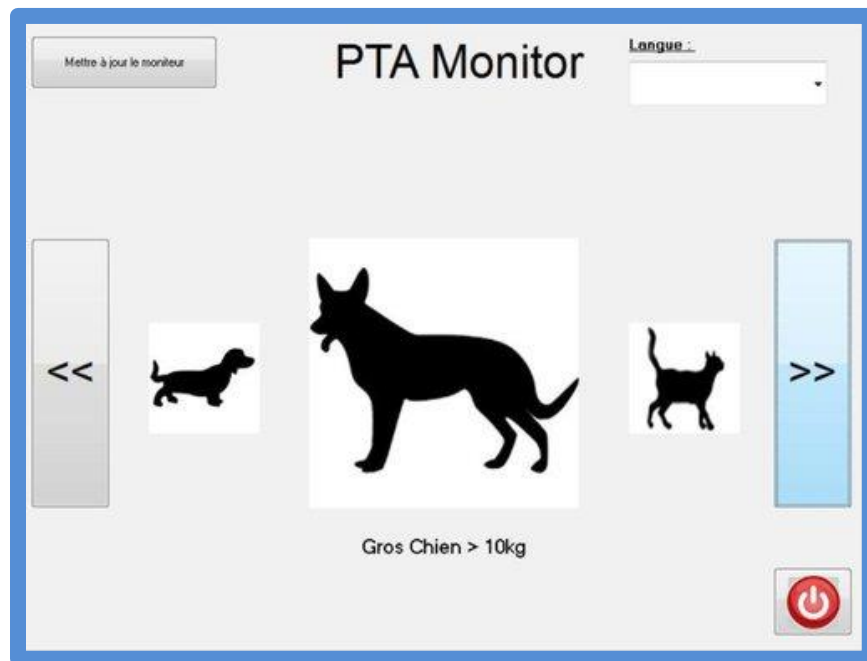 Mettre à jour le moniteur
PTA Monitor
Langue :
<<
>>
Gros Chien > 10kg